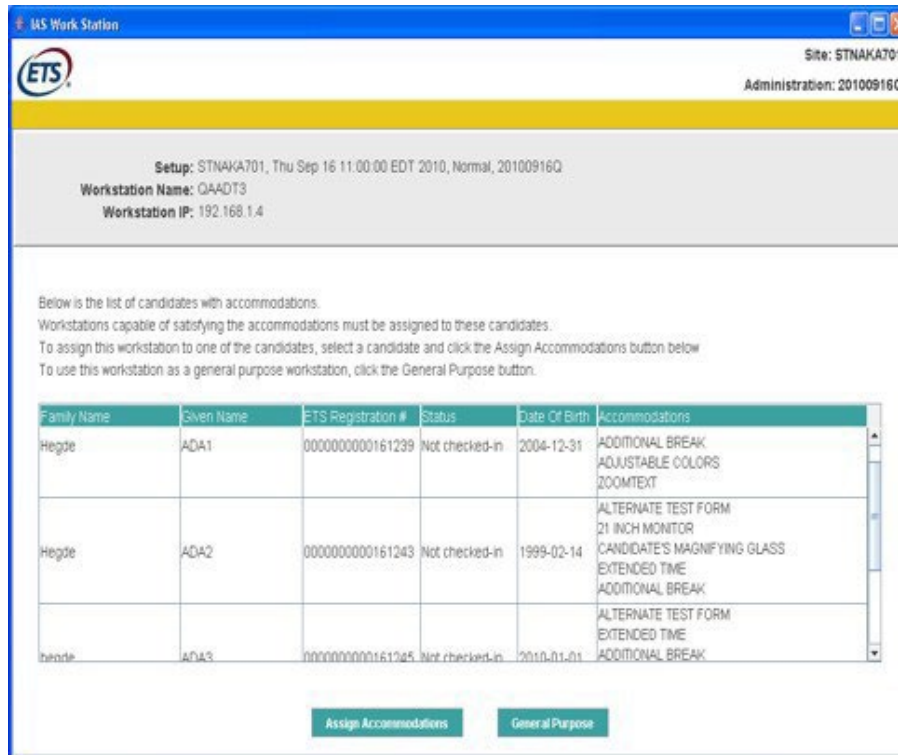 IAS Work Station
ETS
Site: STNAKA701
Administration: 20100916Q
Setup: STNAKA701, Thu Sep 16 11:00:00 EDT 2010, Normal, 20100916Q
Workstation Name: QAADT3
Workstation IP: 192.168.1.4
Below is the list of candidates with accommodations.
Workstations capable of satisfying the accommodations must be assigned to these candidates.
To assign this workstation to one of the candidates, select a candidate and click the Assign Accommodations button below
To use this workstation as a general purpose workstation, click the General Purpose button.
Family Name Given Name ETS Registration # Status Date Of Birth Accommodations
Hegde ADA1 0000000000161239 Not checked-in 2004-12-31 ADDITIONAL BREAK
ADJUSTABLE COLORS
ZOOMTEXT
Hegde ADA2 0000000000161243 Not checked-in 1999-02-14 ALTERNATE TEST FORM
21 INCH MONITOR
CANDIDATE'S MAGNIFYING GLASS
EXTENDED TIME
ADDITIONAL BREAK
hegde ADA3 0000000000161245 Not checked-in 2010-01-01 ALTERNATE TEST FORM
EXTENDED TIME
ADDITIONAL BREAK
Assign Accommodations General Purpose